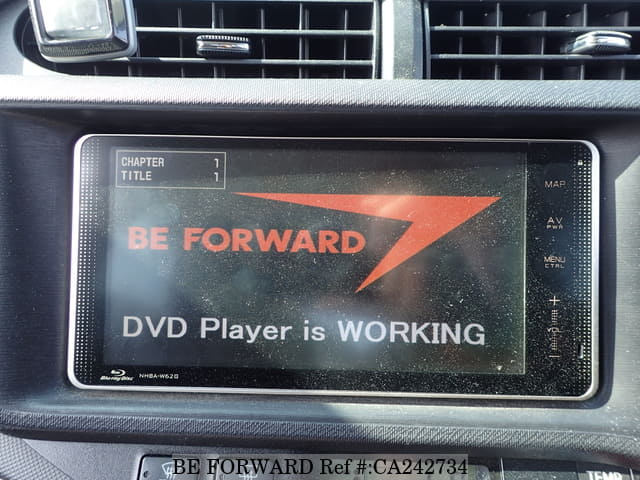 CHAPTER 1
TITLE 1
MAP
AV
PWR
BE FORWARD
MENU
CTRL
+
DVD Player is WORKING
Blu-ray Disc NHBA-W62G
BE FORWARD Ref #:CA242734
TEMP